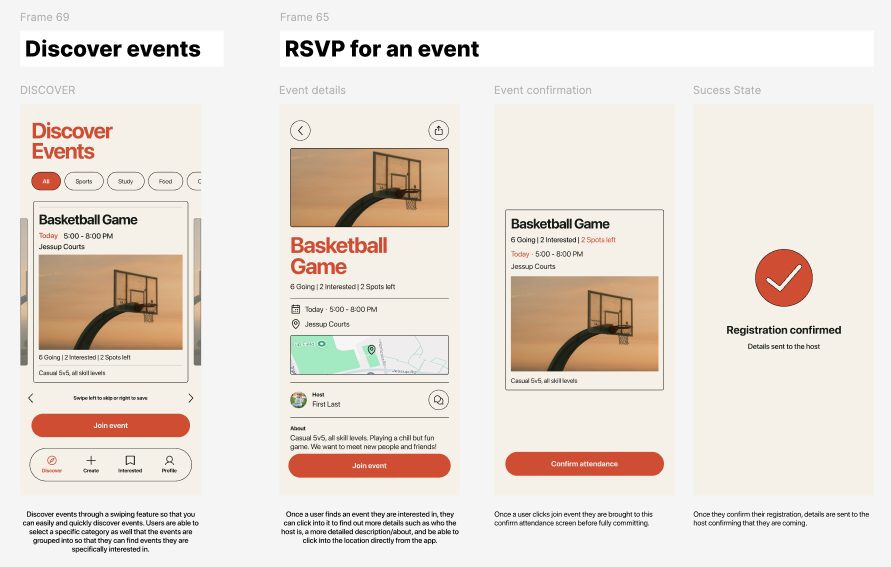 Frame 69
Discover events
DISCOVER
Discover
Events
All
Sports
Study
Food
Basketball Game
Today 5:00 - 8:00 PM
Jessup Courts
6 Going | 2 Interested | 2 Spots left
Casual 5v5, all skill levels
Swipe left to skip or right to save
Join event
Discover
Create
Interested
Profile
Discover events through a swiping feature so that you
can easily and quickly discover events. Users are able to
select a specific category as well that the events are
grouped into so that they can find events they are
specifically interested in.
Frame 65
RSVP for an event
Event details
Basketball
Game
6 Going | 2 Interested | 2 Spots left
Today · 5:00 - 8:00 PM
Jessup Courts
Host
First Last
About
Casual 5v5, all skill levels. Playing a chill but fun
game. We want to meet new people and friends!
Join event
Once a user finds an event they are interested in, they
can click into it to find out more details such as who the
host is, a more detailed description/about, and be able to
click into the location directly from the app.
Event confirmation
Basketball Game
6 Going | 2 Interested | 2 Spots left
Today · 5:00 - 8:00 PM
Jessup Courts
Casual 5v5, all skill levels
Confirm attendance
Once a user clicks join event they are brought to this
confirm attendance screen before fully committing.
Sucess State
Registration confirmed
Details sent to the host
Once they confirm their registration, details are sent to the
host confirming that they are coming.